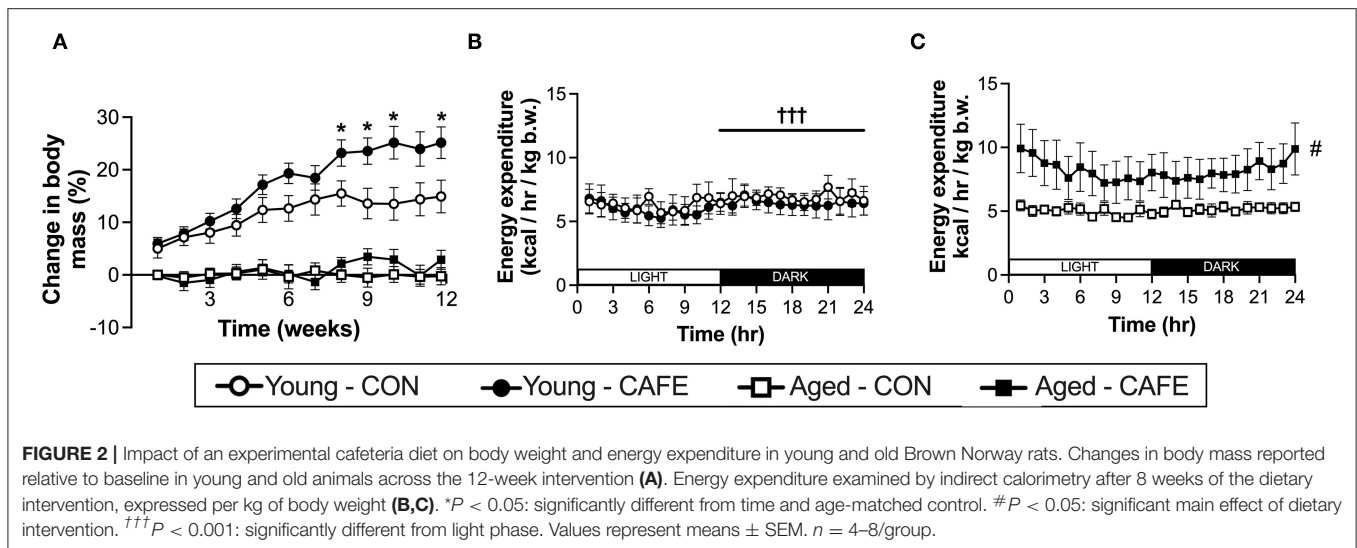 A
B
C
Change in body
mass (%)
30
20
10
0
-10
* * * *
3 6 9 12
Time (weeks)
Energy expenditure
(kcal / hr / kg b.w.)
15
10
5
0
†††
LIGHT DARK
0 3 6 9 12 15 18 21 24
Time (hr)
Energy expenditure
kcal / hr / kg b.w.
15
10
5
0
#
LIGHT DARK
0 3 6 9 12 15 18 21 24
Time (hr)
Young - CON Young - CAFE Aged - CON Aged - CAFE
FIGURE 2 | Impact of an experimental cafeteria diet on body weight and energy expenditure in young and old Brown Norway rats. Changes in body mass reported
relative to baseline in young and old animals across the 12-week intervention (A). Energy expenditure examined by indirect calorimetry after 8 weeks of the dietary
intervention, expressed per kg of body weight (B,C). *P < 0.05: significantly different from time and age-matched control. #P < 0.05: significant main effect of dietary
intervention. †††P < 0.001: significantly different from light phase. Values represent means ± SEM. n = 4–8/group.